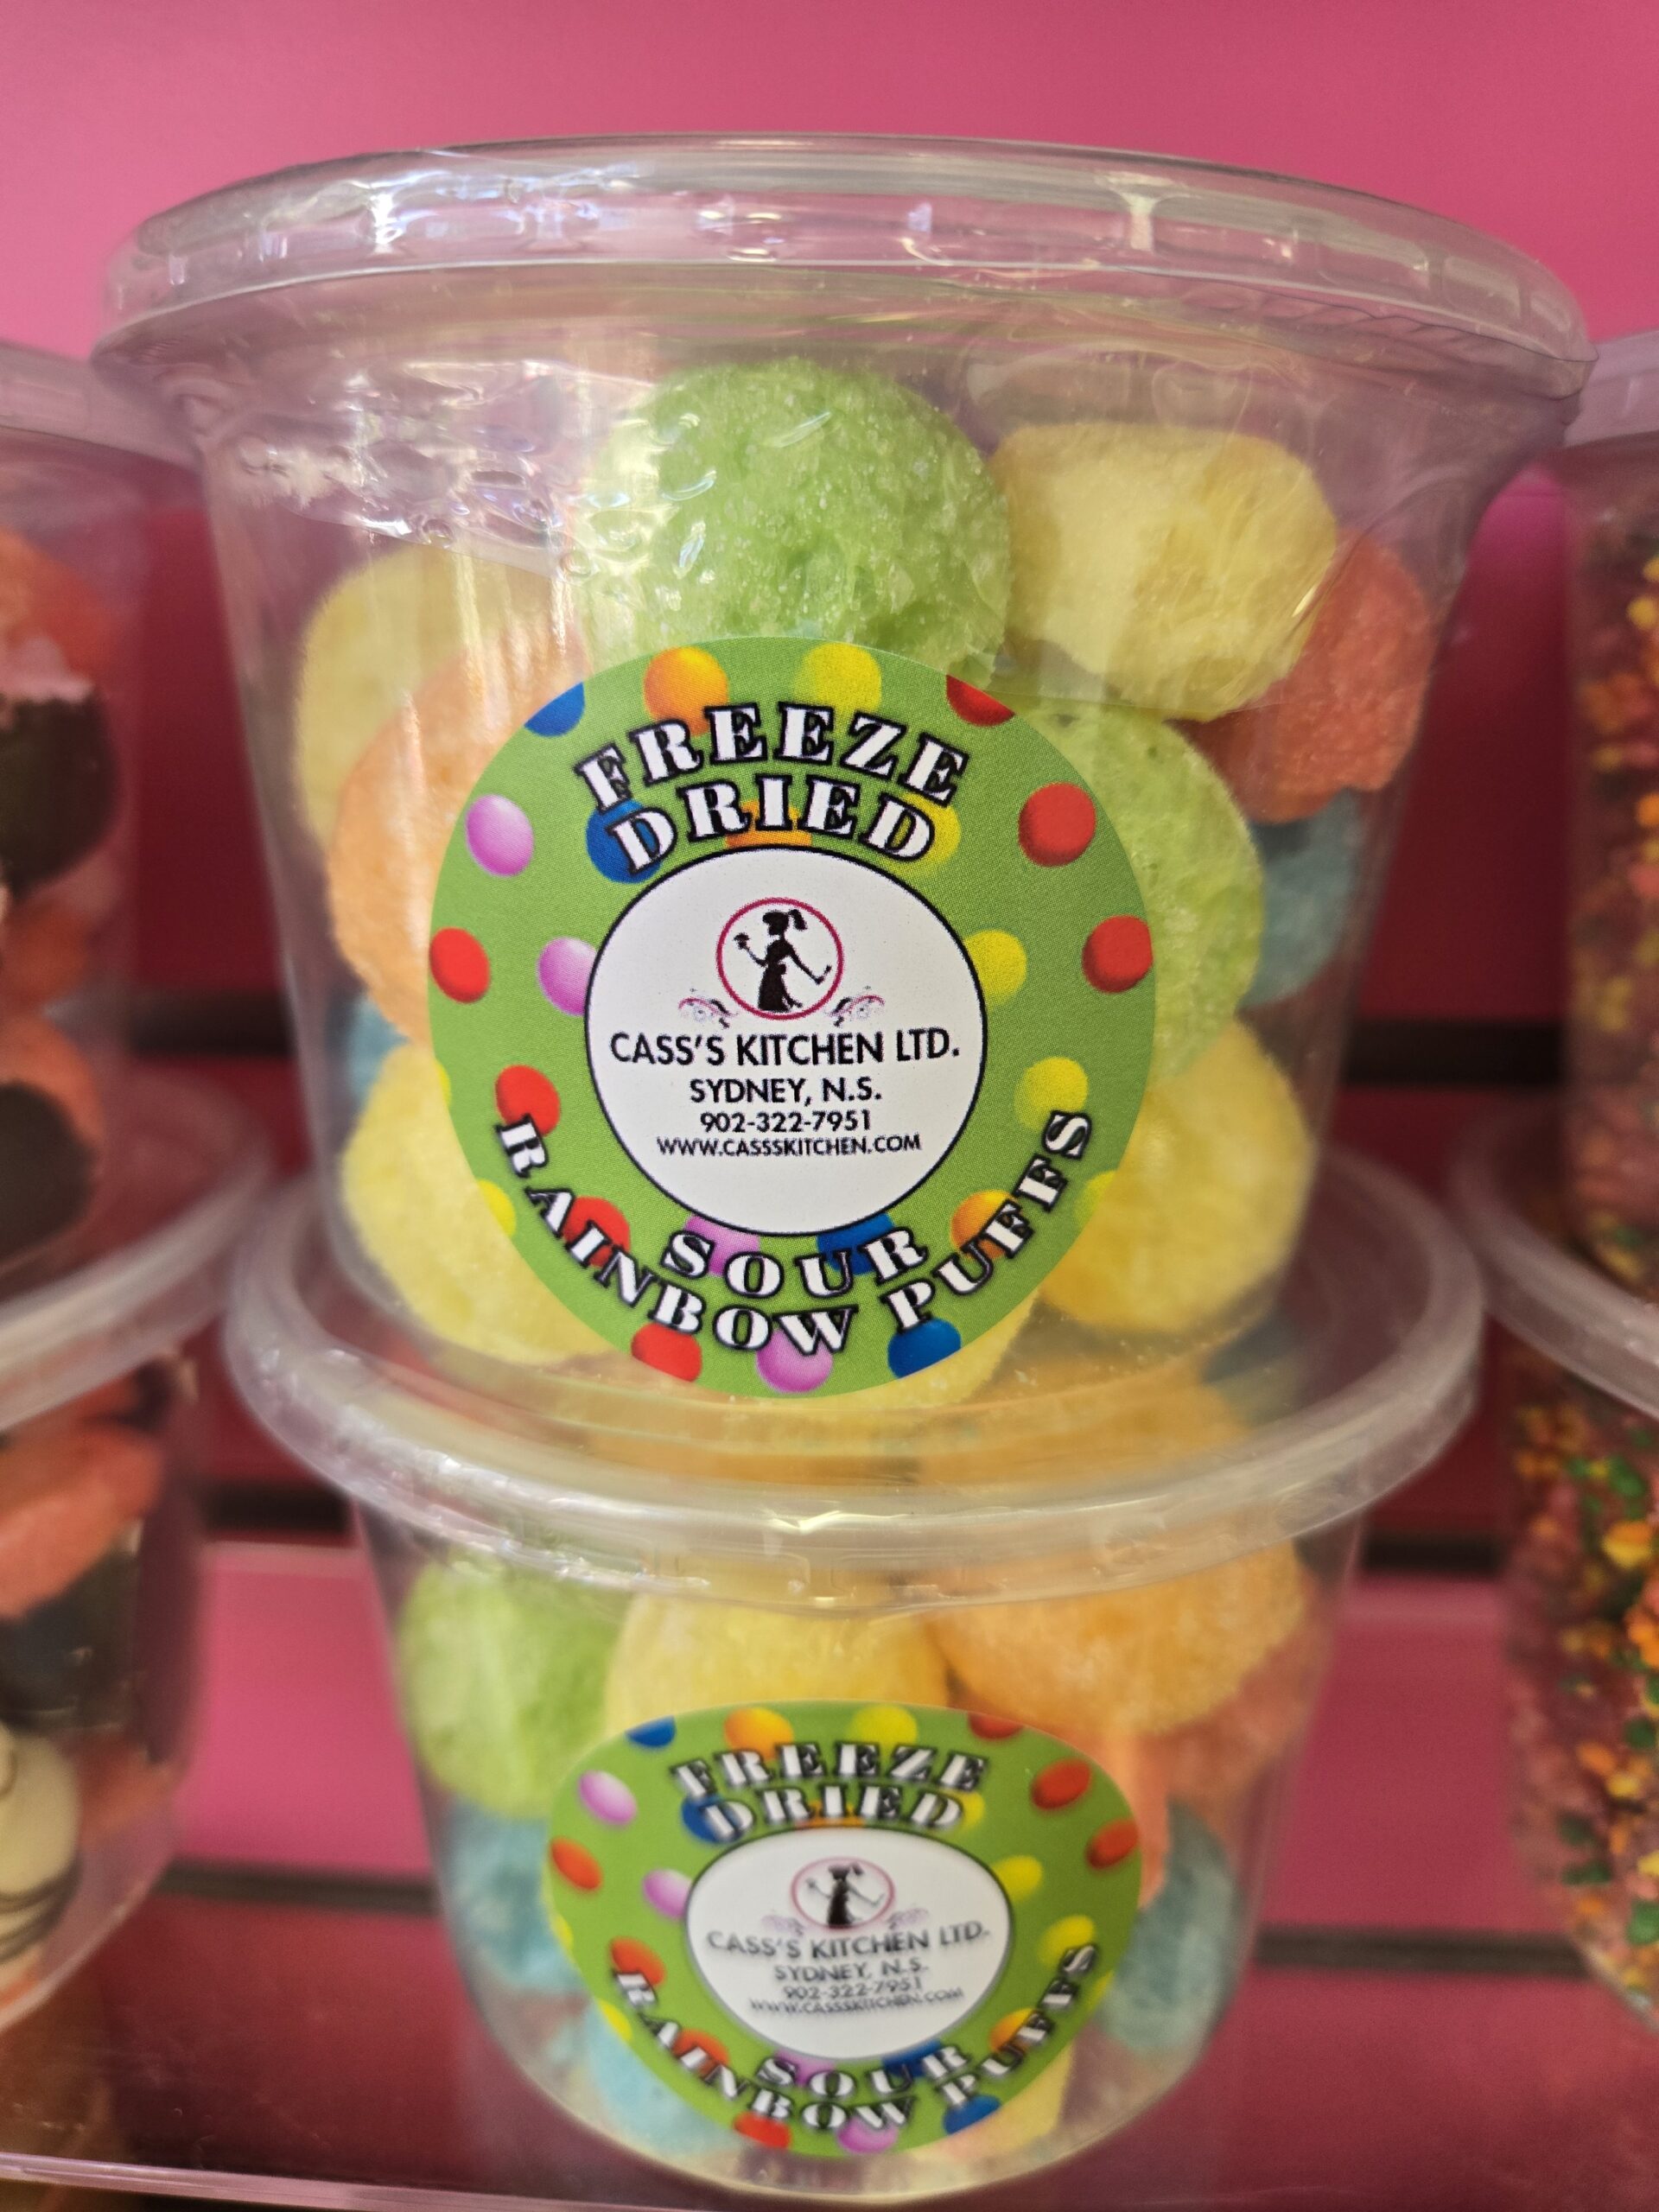 FREEZE
DRIED
CASS'S KITCHEN LTD.
SYDNEY, N.S.
902-322-7951
WWW.CASSSKITCHEN.COM
SOUR
RAINBOW PUFFS
FREEZE
DRIED
CASS'S KITCHEN LTD.
SYDNEY, N.S.
902-322-7951
WWW.CASSSKITCHEN.COM
SOUR
RAINBOW PUFFS